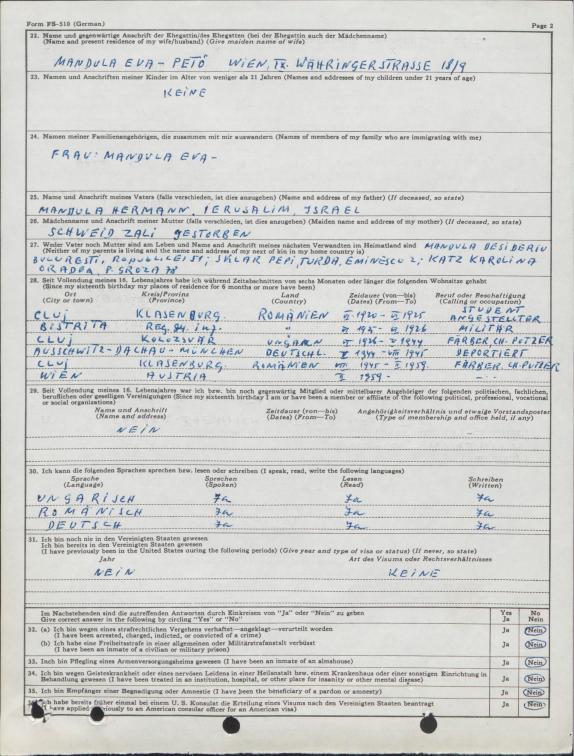 Form FS-510 (German)
Page 2
22. Name und gegenwärtige Anschrift der Ehegattin/des Ehegatten (bei der Ehegattin auch der Mädchenname)
(Name and present residence of my wife/husband) (Give maiden name of wife)
MANDULA EVA - PETŐ WIEN, IX. WÄHRINGERSTRASSE 18/9
23. Namen und Anschriften meiner Kinder im Alter von weniger als 21 Jahren (Names and addresses of my children under 21 years of age)
KEINE
24. Namen meiner Familienangehörigen, die zusammen mit mir auswandern (Names of members of my family who are immigrating with me)
FRAU: MANDULA EVA -
25. Name und Anschrift meines Vaters (falls verschieden, ist dies anzugeben) (Name and address of my father) (If deceased, so state)
MANDULA HERMANN, IERUSALIM, ISRAEL
26. Mädchenname und Anschrift meiner Mutter (falls verschieden, ist dies anzugeben) (Maiden name and address of my mother) (If deceased, so state)
SCHWEID ZALI GESTORBEN
27. Weder Vater noch Mutter sind am Leben und Name und Anschrift meines nächsten Verwandten im Heimatland sind MANDULA DESIDERIU
(Neither of my parents is living and the name and address of my next of kin in my home country is)
BUCUREŞTI, REPUBLICEI 51; SKLAR PEPI, TURDA, EMINESCU 2; KATZ KAROLINA
ORADEA, P. GROZA 78
28. Seit Vollendung meines 16. Lebensjahres habe ich während Zeitabschnitten von sechs Monaten oder länger die folgenden Wohnsitze gehabt
(Since my sixteenth birthday my places of residence for 6 months or more have been)
Ort Kreis/Provinz Land Zeidauer (von—bis) Beruf oder Beschäftigung
(City or town) (Province) (Country) (Dates) (From—To) (Calling or occupation)
CLUJ KLASENBURG. ROMÄNIEN 1920 - 1925 STUDENT ANGESTELLTER
BISTRITA REG. 84. inf. " 1925 - 1926 MILITÄR
CLUJ KOLOZSVAR UNGARN 1926 - 1944 FÄRBER, CH. PUTZER
AUSCHWITZ - DACHAU - MÜNCHEN DEUTSCHL. 1944 - VIII 1945 DEPORTIERT
CLUJ KLASENBURG. ROMÄNIEN VIII 1945 - X 1959. FÄRBER. CH. PUTZER
WIEN AUSTRIA X 1959 - - " -
29. Seit Vollendung meines 16. Lebensjahres war ich bzw. bin noch gegenwärtig Mitglied oder mittelbarer Angehöriger der folgenden politischen, fachlichen,
beruflichen oder geselligen Vereinigungen (Since my sixteenth birthday I am or have been a member or affiliate of the following political, professional, vocational
or social organizations)
Name und Anschrift Zeitdauer (von—bis) Angehörigkeitsverhältnis und etwaige Vorstandsposten
(Name and address) (Dates) (From—To) (Type of membership and office held, if any)
NEIN
30. Ich kann die folgenden Sprachen sprechen bzw. lesen oder schreiben (I speak, read, write the following languages)
Sprache Sprechen Lesen Schreiben
(Language) (Spoken) (Read) (Written)
UNGARISCH Ja Ja Ja
ROMÄNISCH Ja Ja Ja
DEUTSCH Ja Ja Ja
31. Ich bin noch nie in den Vereinigten Staaten gewesen
Ich bin bereits in den Vereinigten Staaten gewesen
(I have previously been in the United States during the following periods) (Give year and type of visa or status) (If never, so state)
Jahr Art des Visums oder Rechtsverhältnisses
NEIN KEINE
Im Nachstehenden sind die zutreffenden Antworten durch Einkreisen von "Ja" oder "Nein" zu geben
Give correct answer in the following by circling "Yes" or "No"
Yes No
Ja Nein
32. (a) Ich bin wegen eines strafrechtlichen Vergehens verhaftet—angeklagt—verurteilt worden
(I have been arrested, charged, indicted, or convicted of a crime)
Ja Nein
(b) Ich habe eine Freiheitsstrafe in einer allgemeinen oder Militärstrafanstalt verbüsst
(I have been an inmate of a civilian or military prison)
Ja Nein
33. Ich bin Pflegling eines Armenversorgungsheims gewesen (I have been an inmate of an almshouse)
Ja Nein
34. Ich bin wegen Geisteskrankheit oder eines nervösen Leidens in einer Heilanstalt bzw. einem Krankenhaus oder einer sonstigen Einrichtung in
Behandlung gewesen (I have been treated in an institution, hospital, or other place for insanity or other mental disease)
Ja Nein
35. Ich bin Empfänger einer Begnadigung oder Amnestie (I have been the beneficiary of a pardon or amnesty)
Ja Nein
Ich habe bereits früher einmal bei einem U.S. Konsulat die Erteilung eines Visums nach den Vereinigten Staaten beantragt
(I have applied previously to an American consular officer for an American visa)
Ja Nein